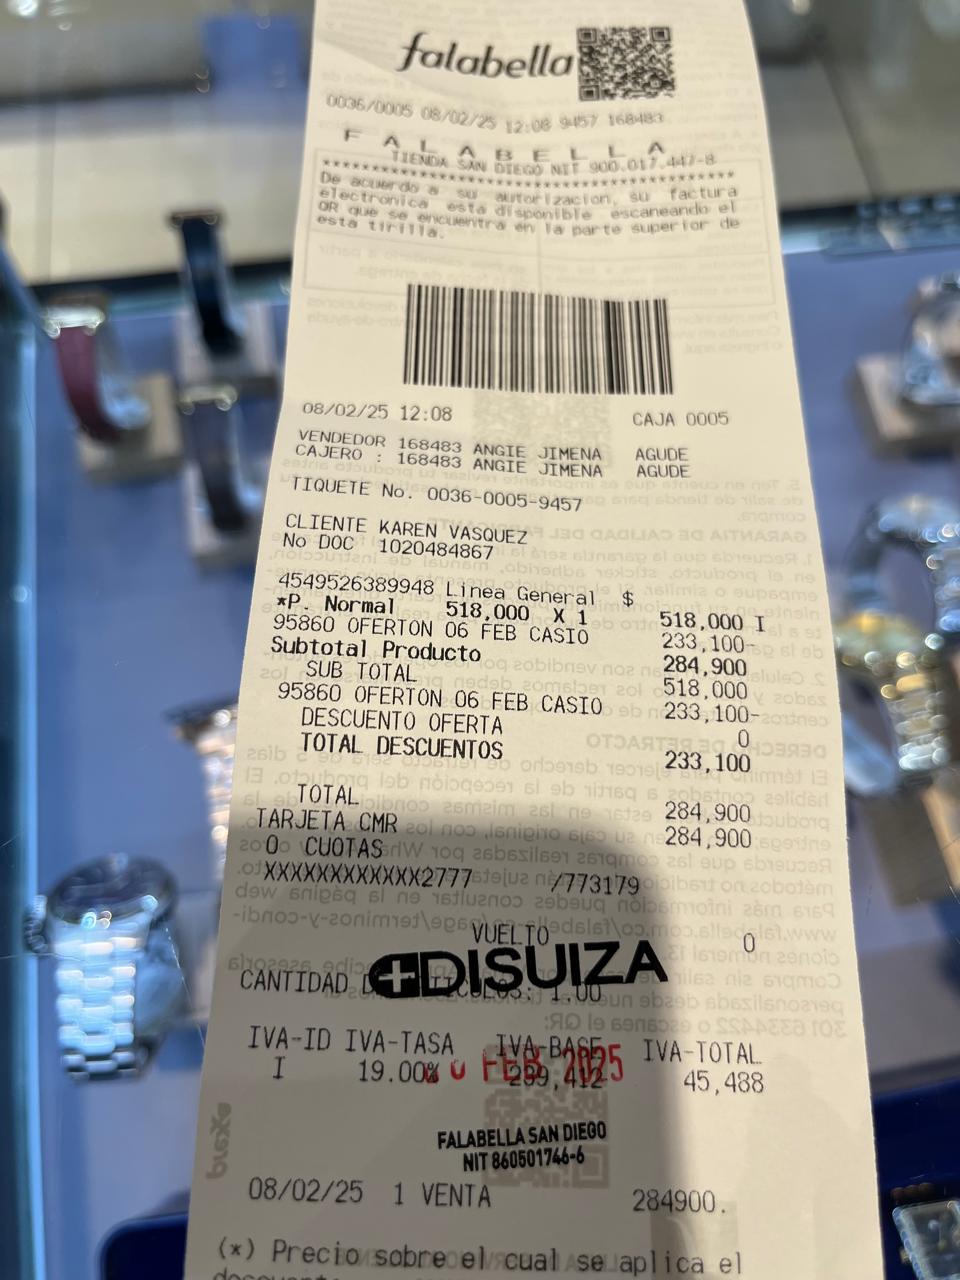 falabella
0036/0005 08/02/25 12:08 9457 168483
F A L A B E L L A
TIENDA SAN DIEGO NIT 900.017.447-8
************************************
De acuerdo a su autorizacion, su factura
electronica esta disponible escaneando el
QR que se encuentra en la parte superior de
esta tirilla.
08/02/25 12:08 CAJA 0005
VENDEDOR 168483 ANGIE JIMENA AGUDE
CAJERO : 168483 ANGIE JIMENA AGUDE
TIQUETE No. 0036-0005-9457
CLIENTE KAREN VASQUEZ
No DOC 1020484867
4549526389948 Linea General $
*P. Normal 518,000 X 1 518,000 I
95860 OFERTON 06 FEB CASIO 233,100-
Subtotal Producto 284,900
SUB TOTAL 518,000
95860 OFERTON 06 FEB CASIO 233,100-
DESCUENTO OFERTA 0
TOTAL DESCUENTOS 233,100
TOTAL 284,900
TARJETA CMR 284,900
0 CUOTAS
XXXXXXXXXXXX2777 /773179
VUELTO 0
DISUIZA
CANTIDAD : 1.00
IVA-ID IVA-TASA IVA-BASE IVA-TOTAL
I 19.00% 239,412 45,488
FEB 2025
FALABELLA SAN DIEGO
NIT 860501746-6
08/02/25 1 VENTA 284900.
(*) Precio sobre el cual se aplica el